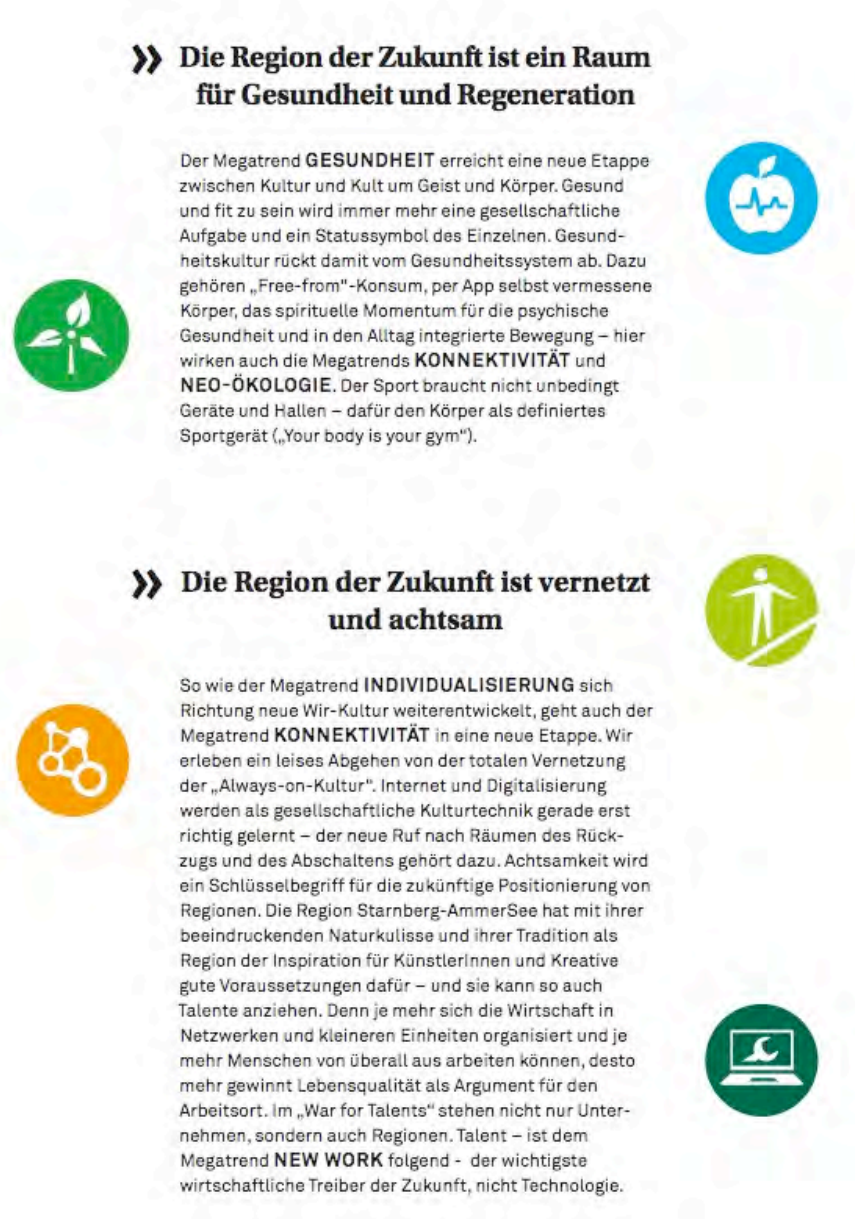 » Die Region der Zukunft ist ein Raum
für Gesundheit und Regeneration
Der Megatrend GESUNDHEIT erreicht eine neue Etappe
zwischen Kultur und Kult um Geist und Körper. Gesund
und fit zu sein wird immer mehr eine gesellschaftliche
Aufgabe und ein Statussymbol des Einzelnen. Gesund-
heitskultur rückt damit vom Gesundheitssystem ab. Dazu
gehören „Free-from"-Konsum, per App selbst vermessene
Körper, das spirituelle Momentum für die psychische
Gesundheit und in den Alltag integrierte Bewegung – hier
wirken auch die Megatrends KONNEKTIVITÄT und
NEO-ÖKOLOGIE. Der Sport braucht nicht unbedingt
Geräte und Hallen – dafür den Körper als definiertes
Sportgerät („Your body is your gym").
» Die Region der Zukunft ist vernetzt
und achtsam
So wie der Megatrend INDIVIDUALISIERUNG sich
Richtung neue Wir-Kultur weiterentwickelt, geht auch der
Megatrend KONNEKTIVITÄT in eine neue Etappe. Wir
erleben ein leises Abgehen von der totalen Vernetzung
der „Always-on-Kultur". Internet und Digitalisierung
werden als gesellschaftliche Kulturtechnik gerade erst
richtig gelernt – der neue Ruf nach Räumen des Rück-
zugs und des Abschaltens gehört dazu. Achtsamkeit wird
ein Schlüsselbegriff für die zukünftige Positionierung von
Regionen. Die Region Starnberg-AmmerSee hat mit ihrer
beeindruckenden Naturkulisse und ihrer Tradition als
Region der Inspiration für KünstlerInnen und Kreative
gute Voraussetzungen dafür – und sie kann so auch
Talente anziehen. Denn je mehr sich die Wirtschaft in
Netzwerken und kleineren Einheiten organisiert und je
mehr Menschen von überall aus arbeiten können, desto
mehr gewinnt Lebensqualität als Argument für den
Arbeitsort. Im „War for Talents" stehen nicht nur Unter-
nehmen, sondern auch Regionen. Talent – ist dem
Megatrend NEW WORK folgend - der wichtigste
wirtschaftliche Treiber der Zukunft, nicht Technologie.